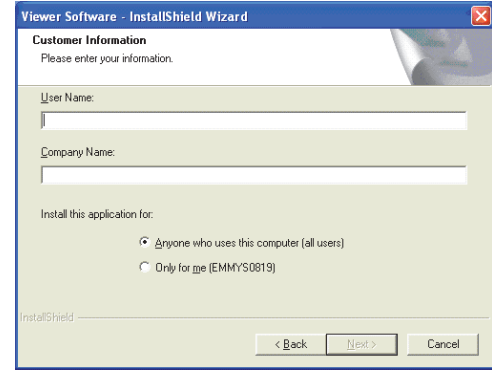 Viewer Software - InstallShield Wizard
Customer Information
Please enter your information.
User Name:
Company Name:
Install this application for:
Anyone who uses this computer (all users)
Only for me (EMMYS0819)
InstallShield
< Back Next > Cancel